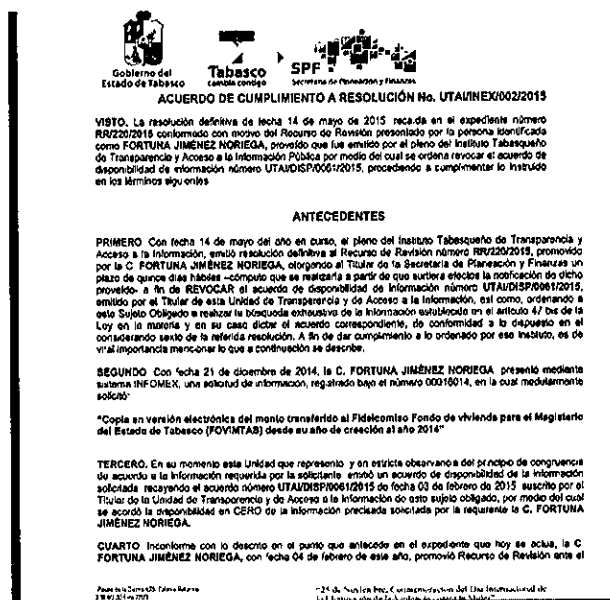 Gobierno del
Estado de Tabasco
Tabasco
cambia contigo
SPF
Secretaría de Planeación y Finanzas
ACUERDO DE CUMPLIMIENTO A RESOLUCIÓN No. UTAI/INEX/002/2015
VISTO. La resolución definitiva de fecha 14 de mayo de 2015 recaida en el expediente número
RR/220/2015 conformado con motivo del Recurso de Revisión presentado por la persona identificada
como FORTUNA JIMÉNEZ NORIEGA, proveído que fue emitido por el pleno del Instituto Tabasqueño
de Transparencia y Acceso a la Información Pública por medio del cual se ordena revocar el acuerdo de
disponibilidad de información número UTAI/DISP/0061/2015, procediendo a cumplimentar lo instruido
en los términos siguientes
ANTECEDENTES
PRIMERO Con fecha 14 de mayo del año en curso, el pleno del Instituto Tabasqueño de Transparencia y
Acceso a la Información, emitió resolución definitiva al Recurso de Revisión número RR/220/2015, promovido
por la C. FORTUNA JIMÉNEZ NORIEGA, otorgando al Titular de la Secretaría de Planeación y Finanzas un
plazo de quince días hábiles –cómputo que se realizaría a partir de que surtiera efectos la notificación de dicho
proveído- a fin de REVOCAR el acuerdo de disponibilidad de información número UTAI/DISP/0061/2015,
emitido por el Titular de esta Unidad de Transparencia y de Acceso a la Información, así como, ordenando a
este Sujeto Obligado a realizar la búsqueda exhaustiva de la información establecida en el artículo 47 bis de la
Ley en la materia y en su caso dictar el acuerdo correspondiente, de conformidad a lo dispuesto en el
considerando sexto de la referida resolución. A fin de dar cumplimiento a lo ordenado por ese Instituto, es de
vital importancia mencionar lo que a continuación se describe.
SEGUNDO Con fecha 21 de diciembre de 2014, la C. FORTUNA JIMÉNEZ NORIEGA presentó mediante
sistema INFOMEX, una solicitud de información, registrado bajo el número 00016014, en la cual medularmente
solicitó
"Copia en versión electrónica del monto transferido al Fideicomiso Fondo de vivienda para el Magisterio
del Estado de Tabasco (FOVIMTAS) desde su año de creación al año 2014"
TERCERO. En su momento esta Unidad que represento y en estricta observancia del principio de congruencia
de acuerdo a la información requerida por la solicitante emitió un acuerdo de disponibilidad de la información
solicitada recayendo el acuerdo número UTAI/DISP/0061/2015 de fecha 03 de febrero de 2015 suscrito por el
Titular de la Unidad de Transparencia y de Acceso a la Información de este sujeto obligado, por medio del cual
se acordó la disponibilidad en CERO de la información precisada solicitada por la requirente la C. FORTUNA
JIMÉNEZ NORIEGA.
CUARTO Inconforme con lo descrito en el punto que antecede en el expediente que hoy se actua, la C
FORTUNA JIMÉNEZ NORIEGA, con fecha 04 de febrero de este año, promovió Recurso de Revisión ante el
"25 de Noviembre, Conmemoración del Día Internacional de